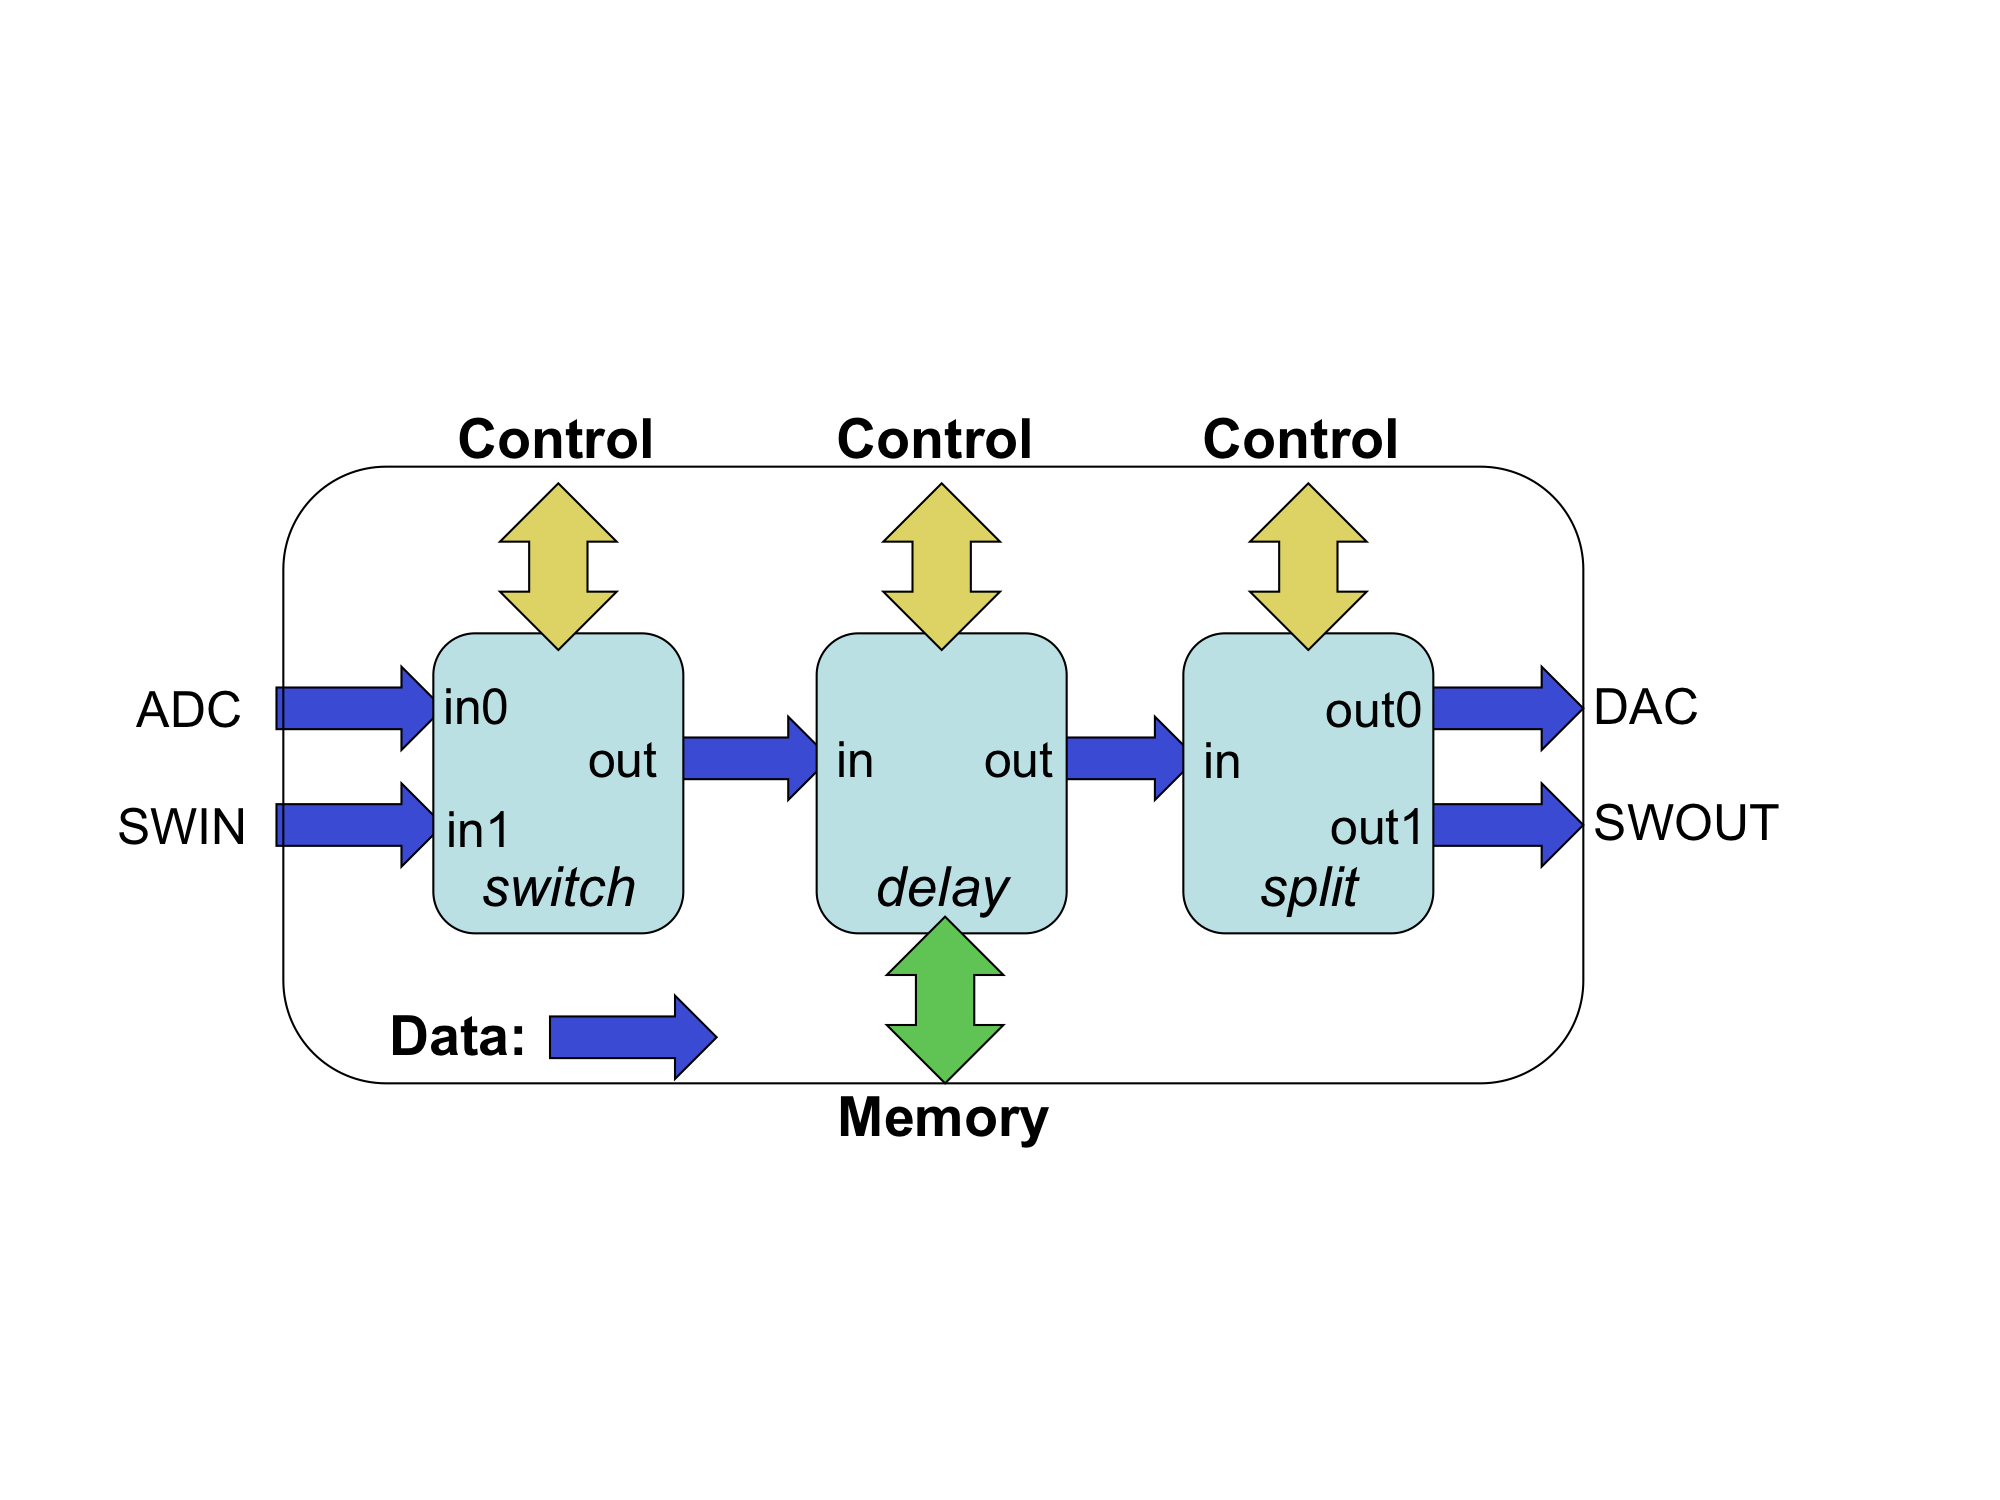 Control Control Control
ADC in0 out0 DAC
out in out in
SWIN in1 out1 SWOUT
switch delay split
Data:
Memory